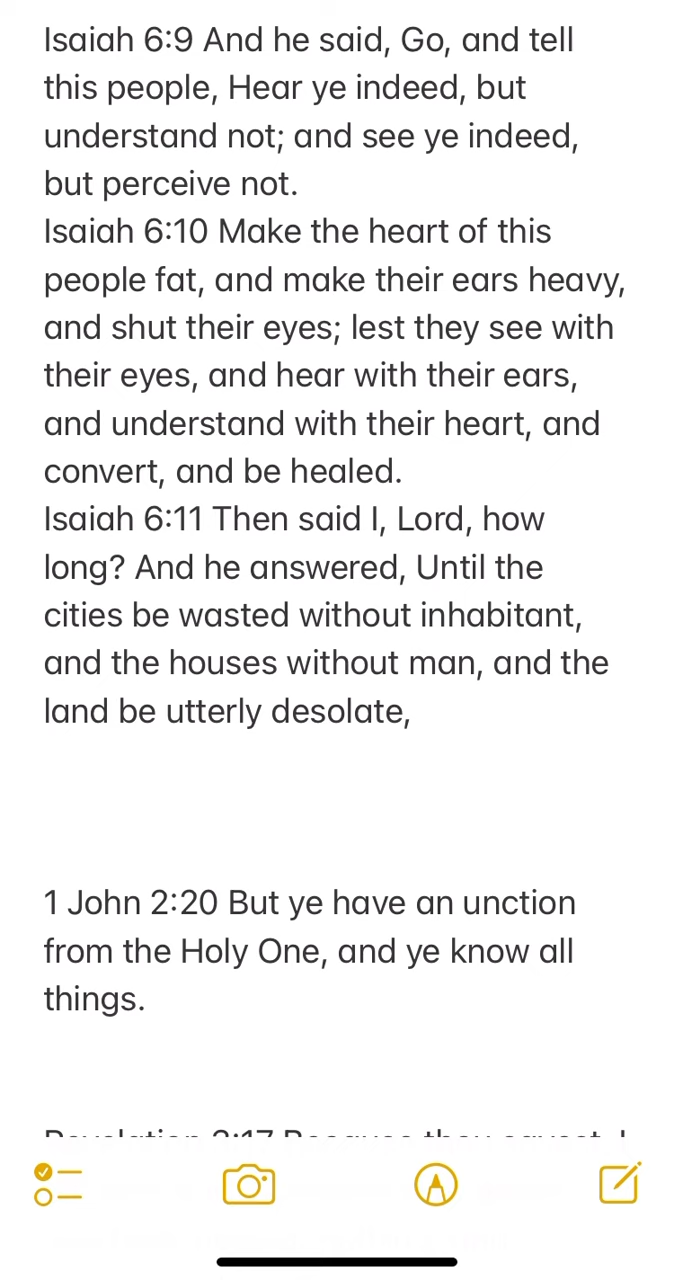 Isaiah 6:9 And he said, Go, and tell
this people, Hear ye indeed, but
understand not; and see ye indeed,
but perceive not.
Isaiah 6:10 Make the heart of this
people fat, and make their ears heavy,
and shut their eyes; lest they see with
their eyes, and hear with their ears,
and understand with their heart, and
convert, and be healed.
Isaiah 6:11 Then said I, Lord, how
long? And he answered, Until the
cities be wasted without inhabitant,
and the houses without man, and the
land be utterly desolate,
1 John 2:20 But ye have an unction
from the Holy One, and ye know all
things.